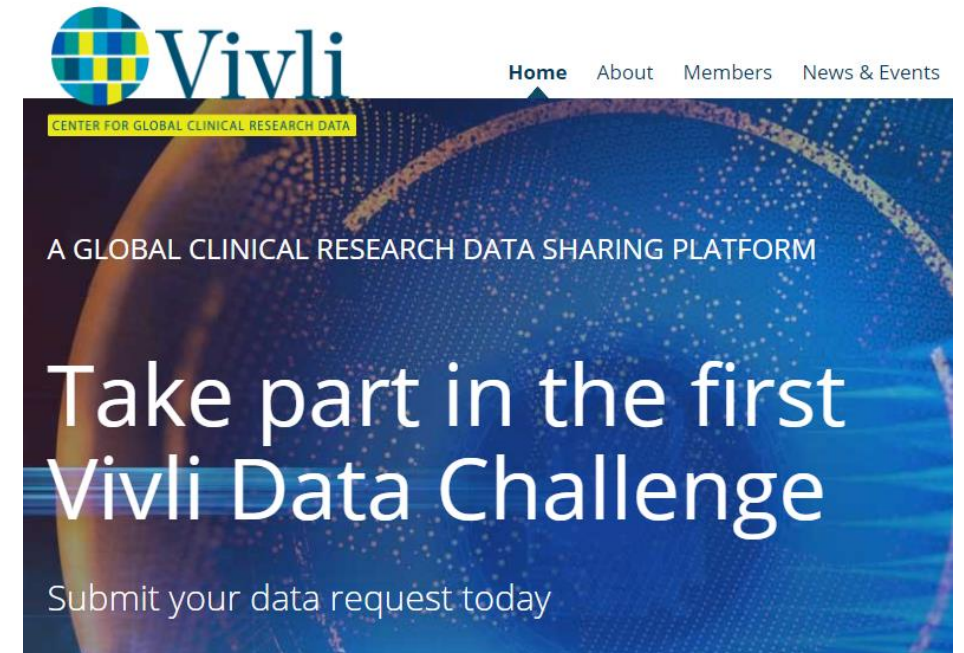 Vivli
CENTER FOR GLOBAL CLINICAL RESEARCH DATA
Home About Members News & Events
A GLOBAL CLINICAL RESEARCH DATA SHARING PLATFORM
Take part in the first
Vivli Data Challenge
Submit your data request today